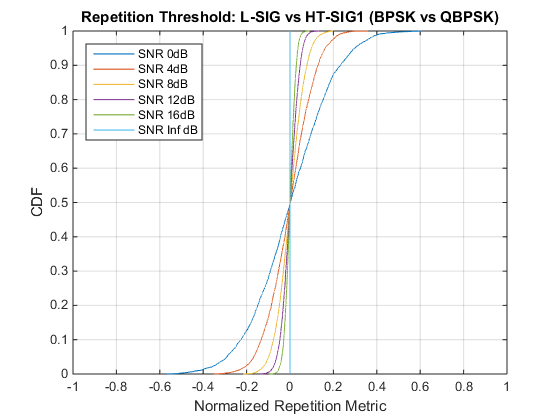 Repetition Threshold: L-SIG vs HT-SIG1 (BPSK vs QBPSK)
SNR 0dB
SNR 4dB
SNR 8dB
SNR 12dB
SNR 16dB
SNR Inf dB
CDF
1
0.9
0.8
0.7
0.6
0.5
0.4
0.3
0.2
0.1
0
-1 -0.8 -0.6 -0.4 -0.2 0 0.2 0.4 0.6 0.8 1
Normalized Repetition Metric